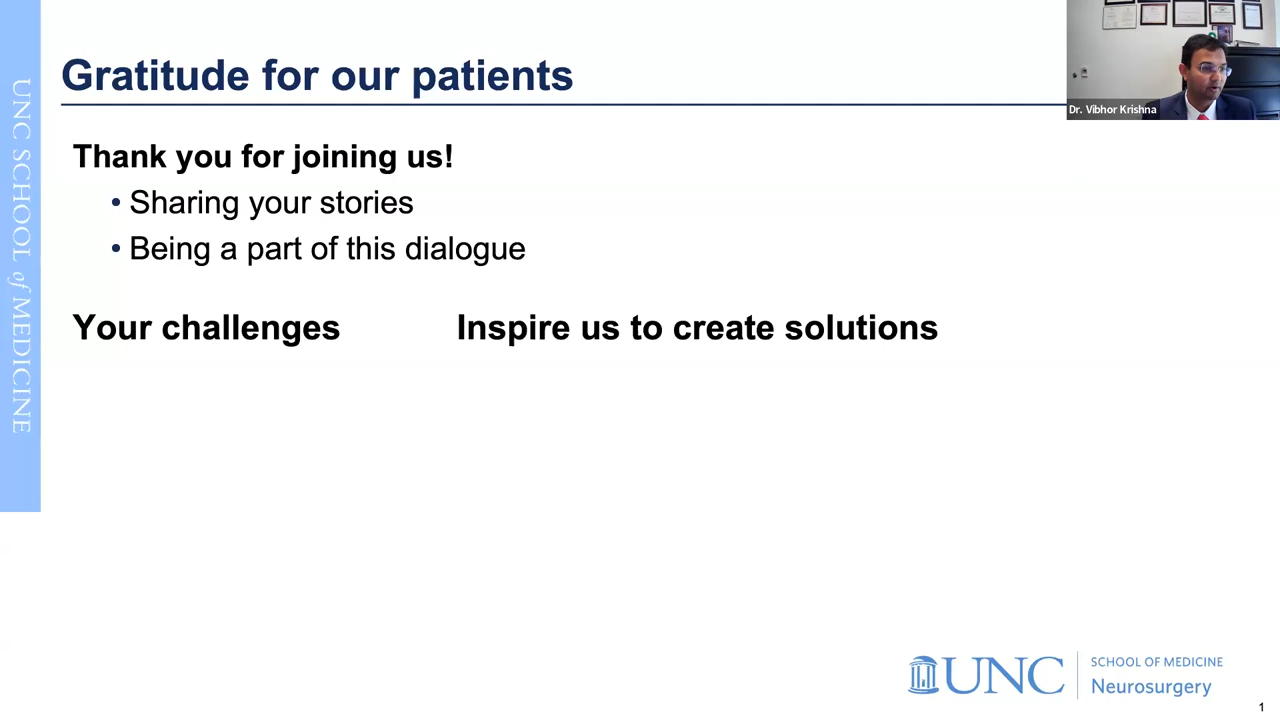 UNC SCHOOL of MEDICINE
Gratitude for our patients
Dr. Vibhor Krishna
Thank you for joining us!
• Sharing your stories
• Being a part of this dialogue
Your challenges Inspire us to create solutions
UNC
SCHOOL OF MEDICINE
Neurosurgery
1